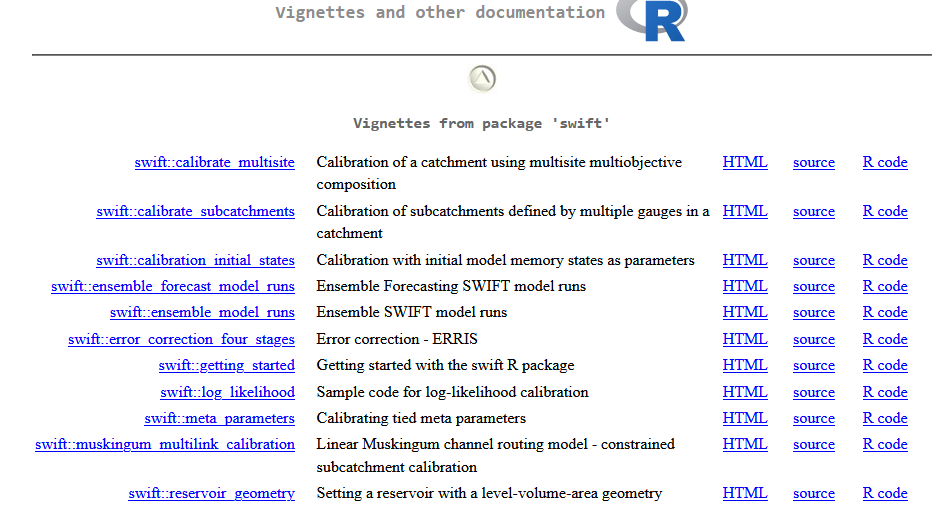 Vignettes and other documentation
R
Vignettes from package 'swift'
swift::calibrate_multisite Calibration of a catchment using multisite multiobjective HTML source R code
composition
swift::calibrate_subcatchments Calibration of subcatchments defined by multiple gauges in a HTML source R code
catchment
swift::calibration_initial_states Calibration with initial model memory states as parameters HTML source R code
swift::ensemble_forecast_model_runs Ensemble Forecasting SWIFT model runs HTML source R code
swift::ensemble_model_runs Ensemble SWIFT model runs HTML source R code
swift::error_correction_four_stages Error correction - ERRIS HTML source R code
swift::getting_started Getting started with the swift R package HTML source R code
swift::log_likelihood Sample code for log-likelihood calibration HTML source R code
swift::meta_parameters Calibrating tied meta parameters HTML source R code
swift::muskingum_multilink_calibration Linear Muskingum channel routing model - constrained HTML source R code
subcatchment calibration
swift::reservoir_geometry Setting a reservoir with a level-volume-area geometry HTML source R code